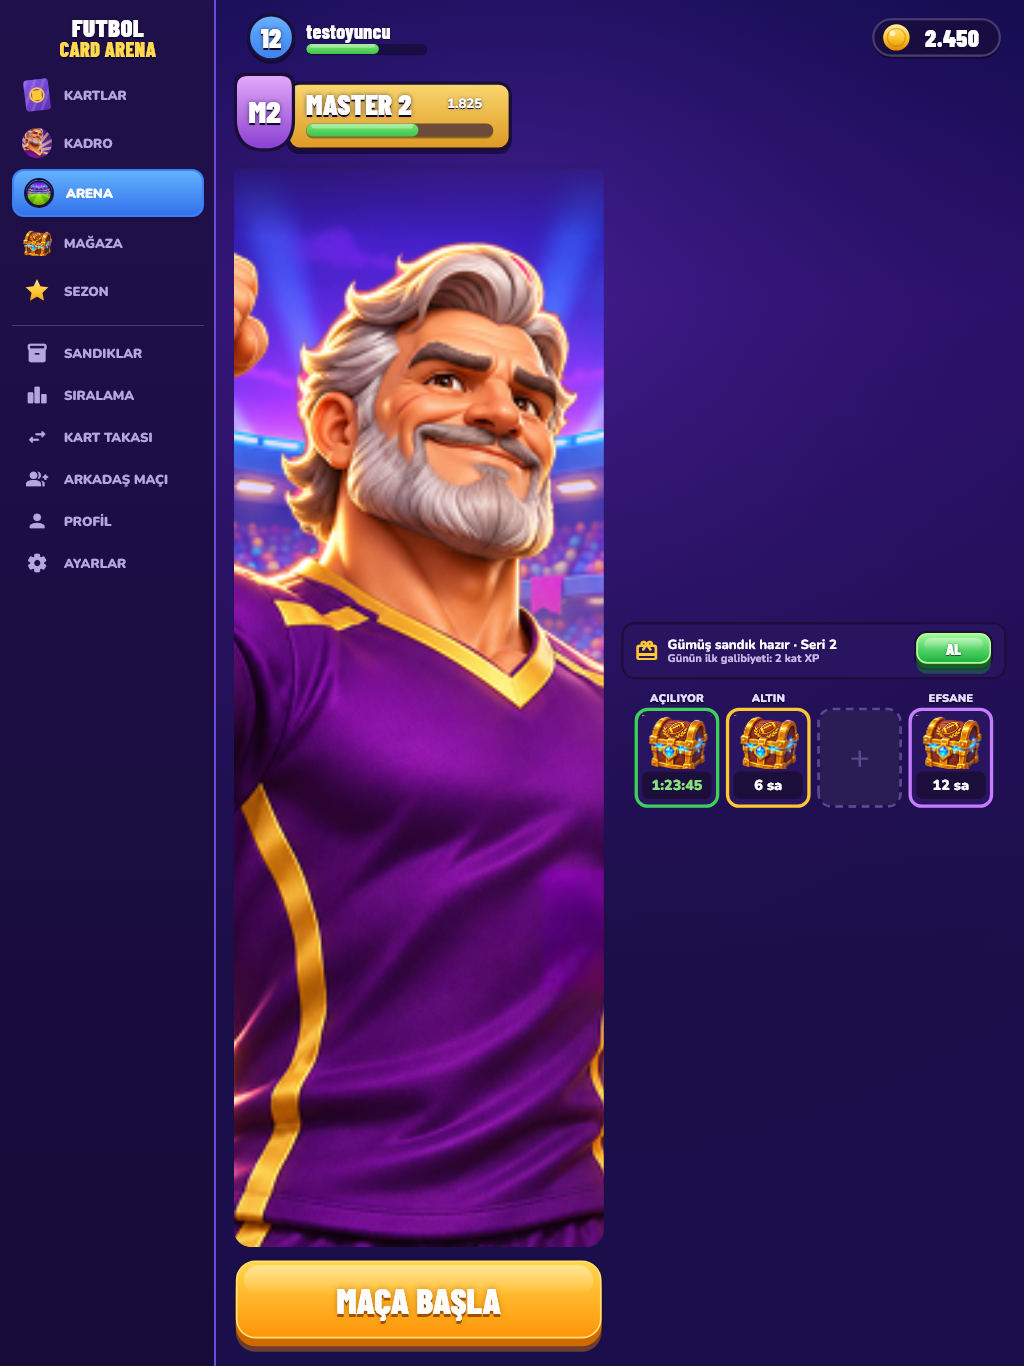 FUTBOL
CARD ARENA
KARTLAR
KADRO
ARENA
MAĞAZA
SEZON
SANDIKLAR
SIRALAMA
KART TAKASI
ARKADAŞ MAÇI
PROFİL
AYARLAR
12
testoyuncu
2.450
M2
MASTER 2
1.825
Gümüş sandık hazır · Seri 2
Günün ilk galibiyeti: 2 kat XP
AL
AÇILIYOR
ALTIN
EFSANE
1:23:45
6 sa
+
12 sa
MAÇA BAŞLA